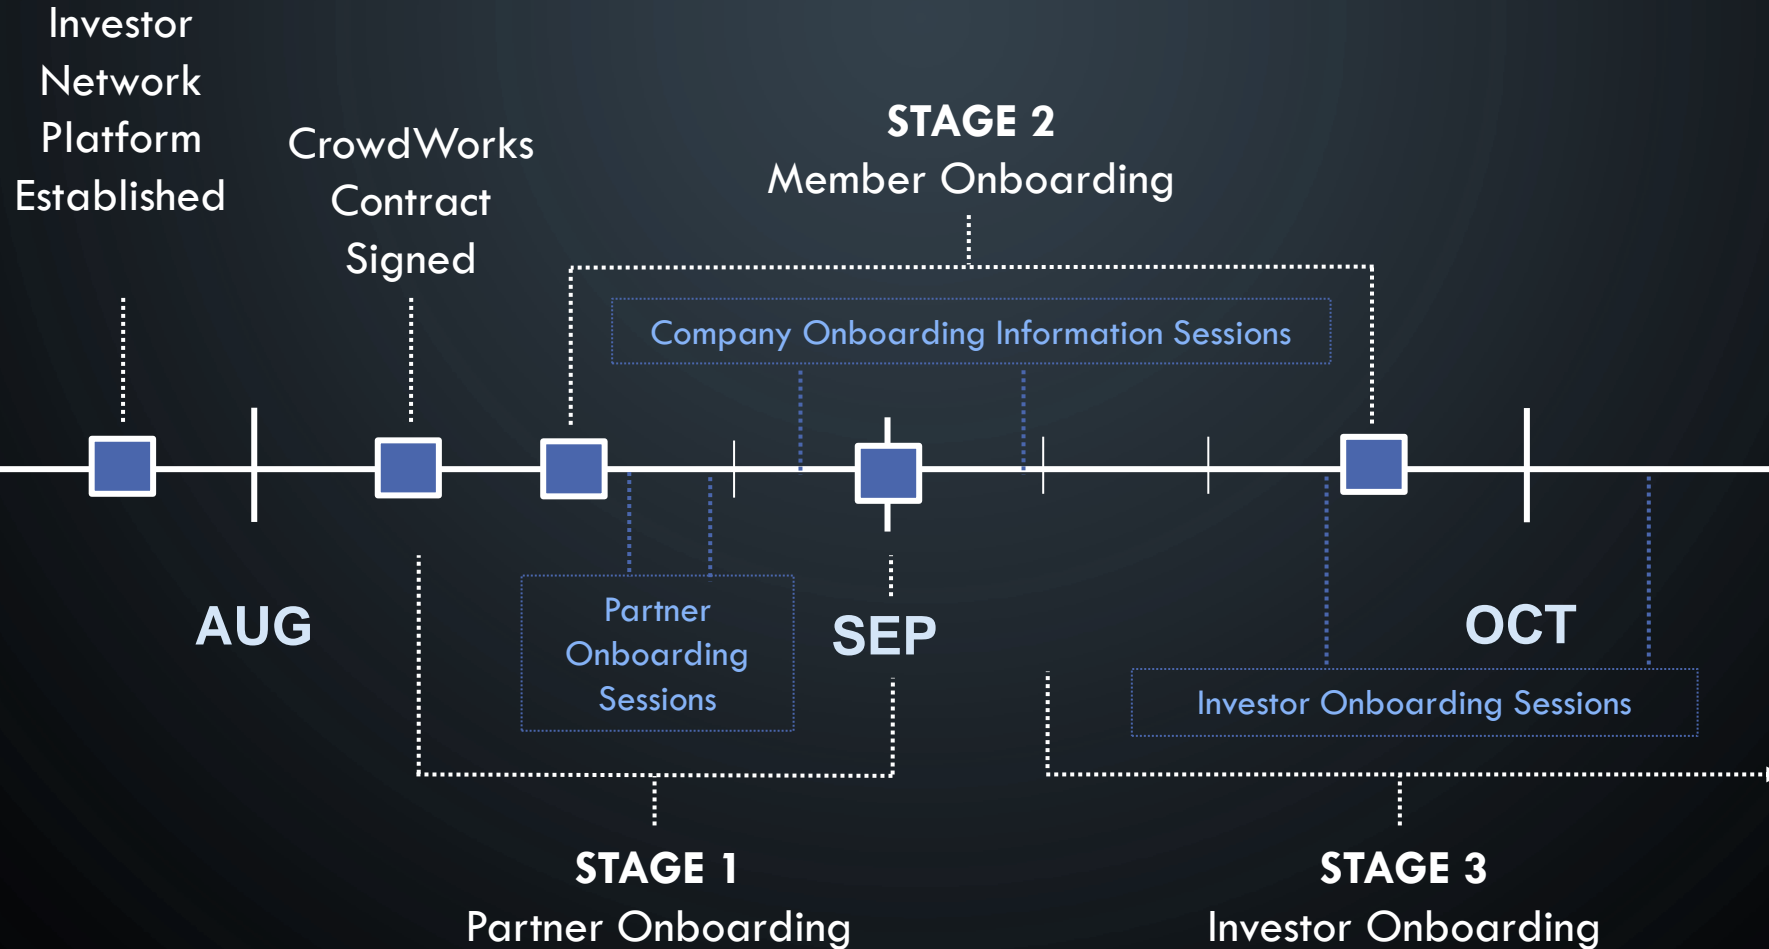 Investor
Network
Platform
Established
CrowdWorks
Contract
Signed
STAGE 2
Member Onboarding
Company Onboarding Information Sessions
AUG
Partner
Onboarding
Sessions
SEP
OCT
Investor Onboarding Sessions
STAGE 1
Partner Onboarding
STAGE 3
Investor Onboarding